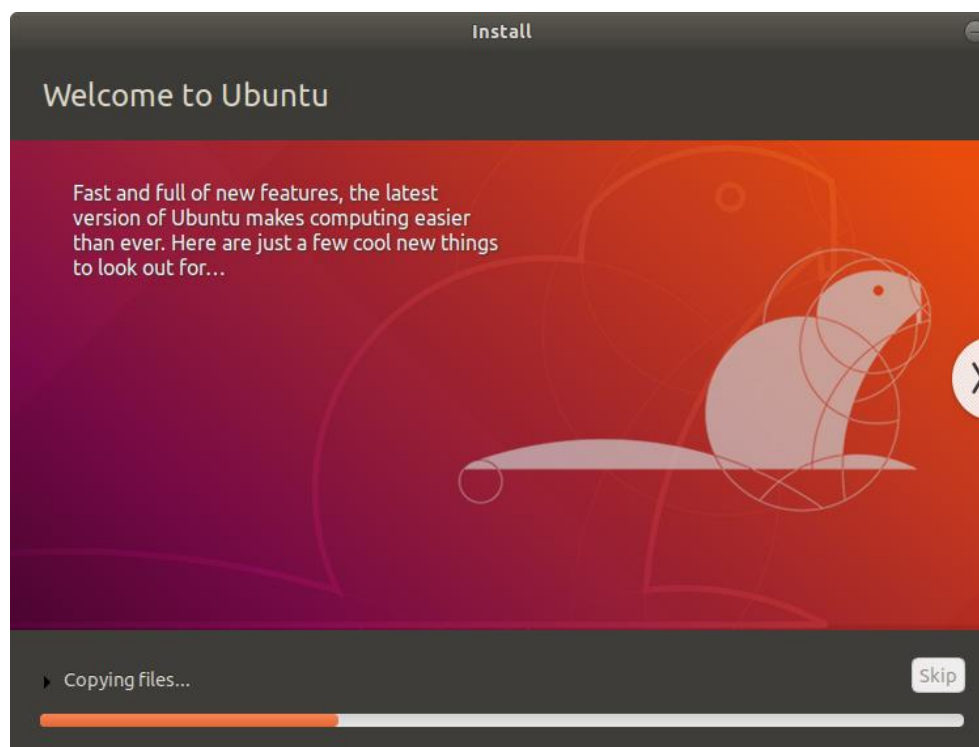 Install
Welcome to Ubuntu
Fast and full of new features, the latest
version of Ubuntu makes computing easier
than ever. Here are just a few cool new things
to look out for…
Copying files...
Skip